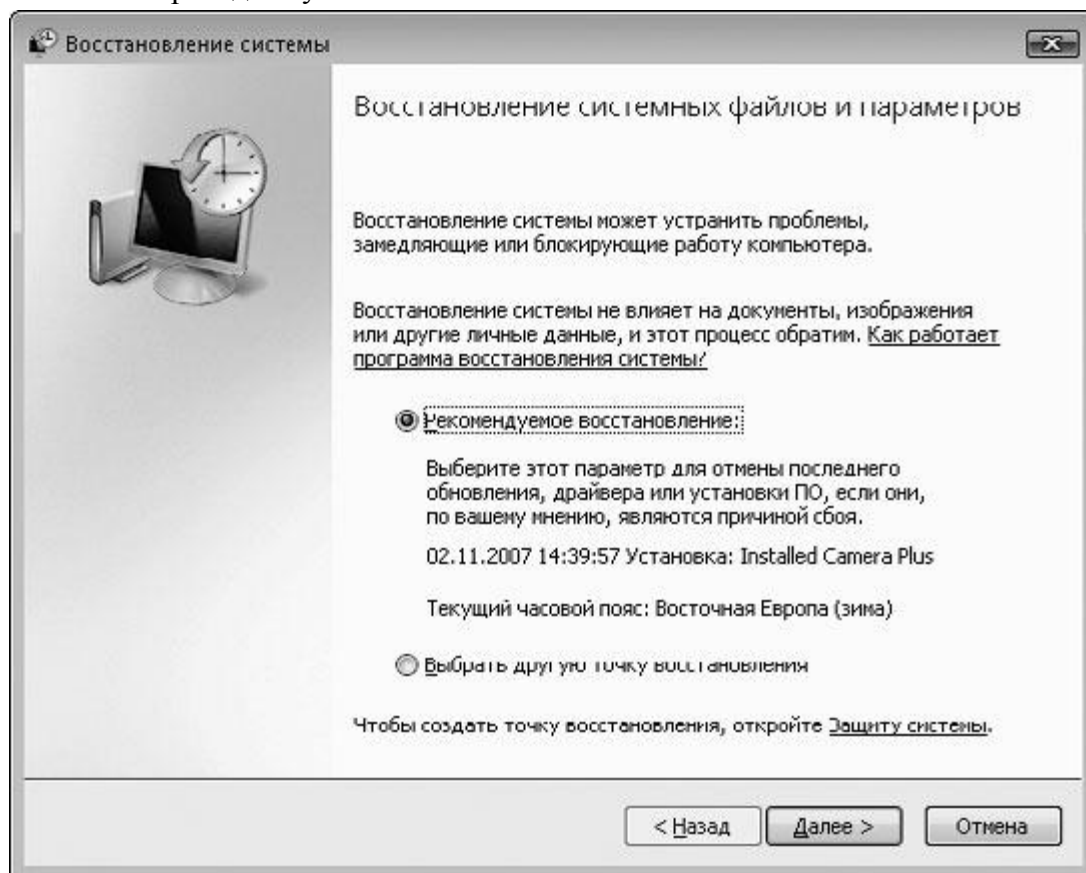 Восстановление системы
Восстановление системных файлов и параметров
Восстановление системы может устранить проблемы,
замедляющие или блокирующие работу компьютера.
Восстановление системы не влияет на документы, изображения
или другие личные данные, и этот процесс обратим. Как работает
программа восстановления системы?
Рекомендуемое восстановление:
Выберите этот параметр для отмены последнего
обновления, драйвера или установки ПО, если они,
по вашему мнению, являются причиной сбоя.
02.11.2007 14:39:57 Установка: Installed Camera Plus
Текущий часовой пояс: Восточная Европа (зима)
Выбрать другую точку восстановления
Чтобы создать точку восстановления, откройте Защиту системы.
< Назад Далее > Отмена